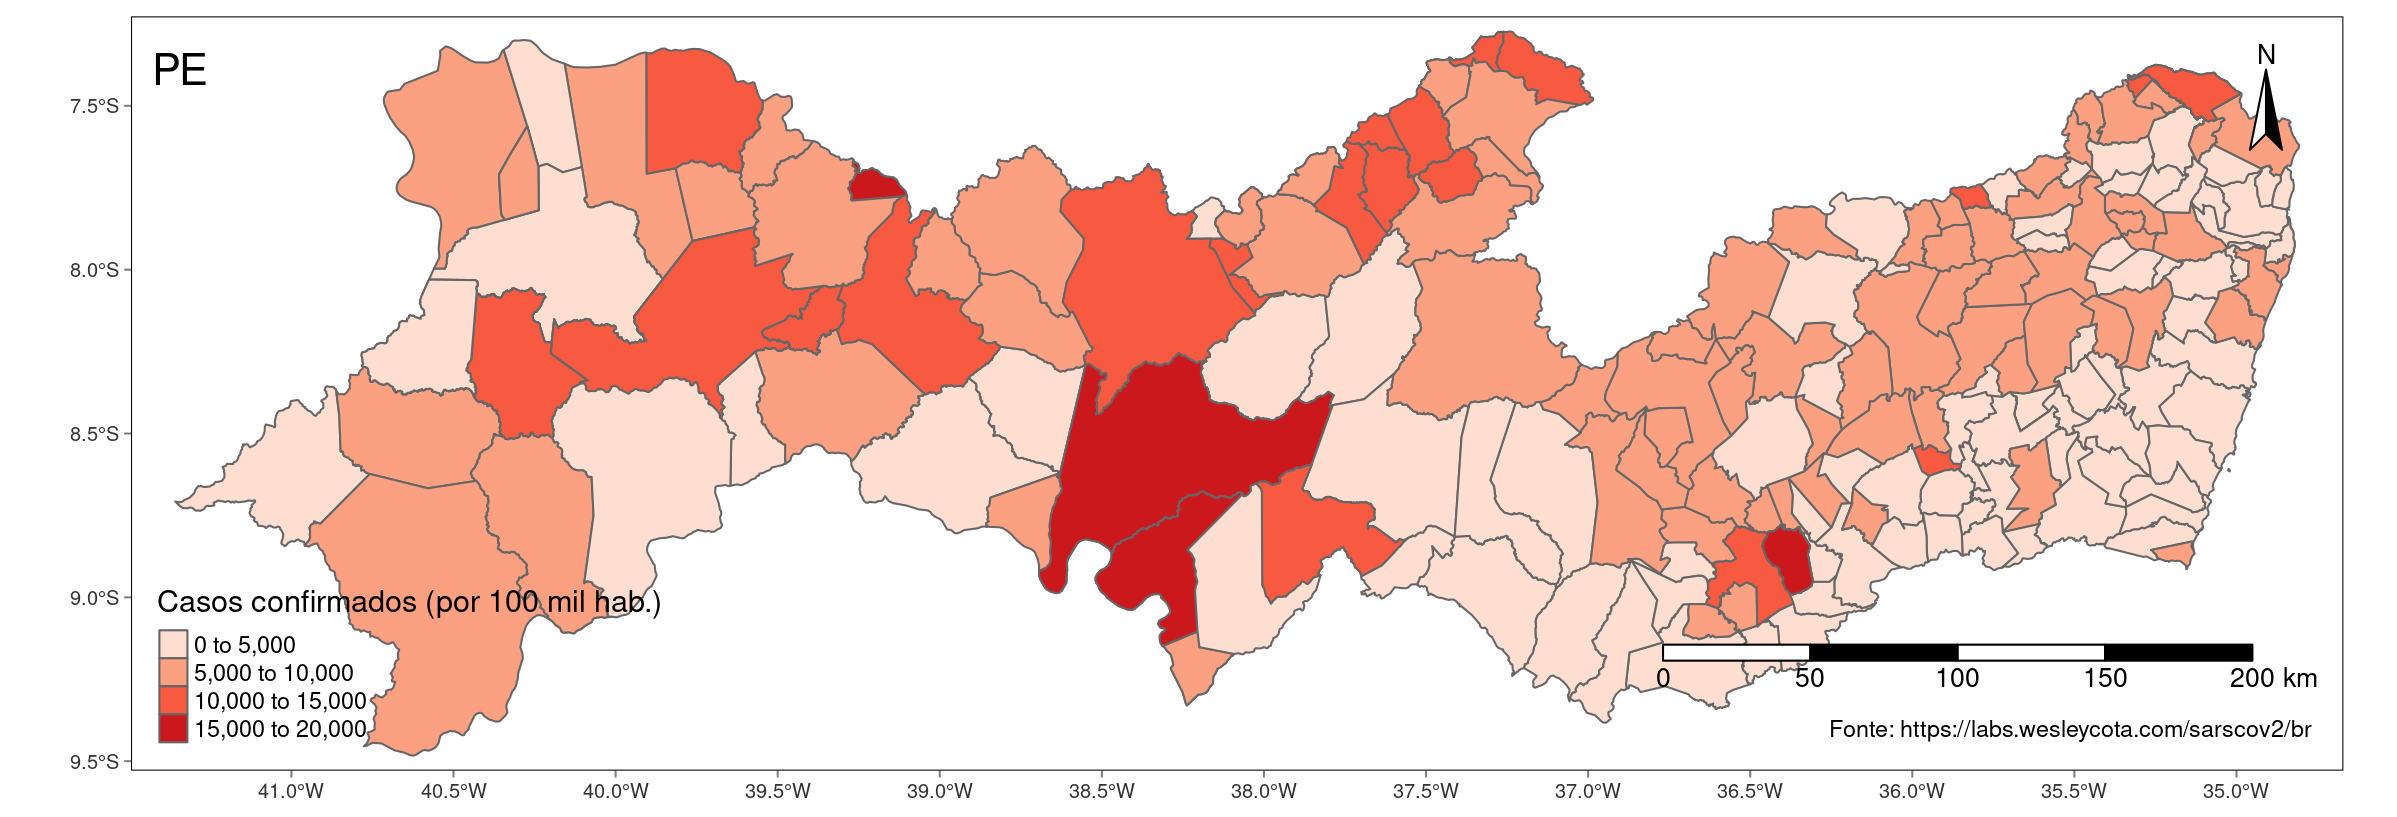 PE
N
7.5°S
8.0°S
8.5°S
9.0°S
9.5°S
Casos confirmados (por 100 mil hab.)
0 to 5,000
5,000 to 10,000
10,000 to 15,000
15,000 to 20,000
0 50 100 150 200 km
Fonte: https://labs.wesleycota.com/sarscov2/br
41.0°W 40.5°W 40.0°W 39.5°W 39.0°W 38.5°W 38.0°W 37.5°W 37.0°W 36.5°W 36.0°W 35.5°W 35.0°W